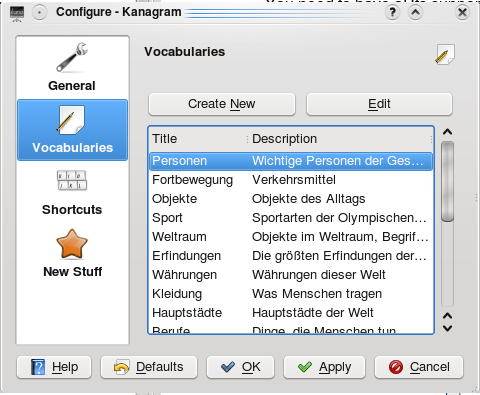 Configure - Kanagram
General
Vocabularies
Shortcuts
New Stuff
Vocabularies
Create New
Edit
Title Description
Personen Wichtige Personen der Ges...
Fortbewegung Verkehrsmittel
Objekte Objekte des Alltags
Sport Sportarten der Olympischen...
Weltraum Objekte im Weltraum, Begrif...
Erfindungen Die größten Erfindungen der...
Währungen Währungen dieser Welt
Kleidung Was Menschen tragen
Hauptstädte Hauptstädte der Welt
Berufe Dinge, die Menschen tun
Help
Defaults
OK
Apply
Cancel